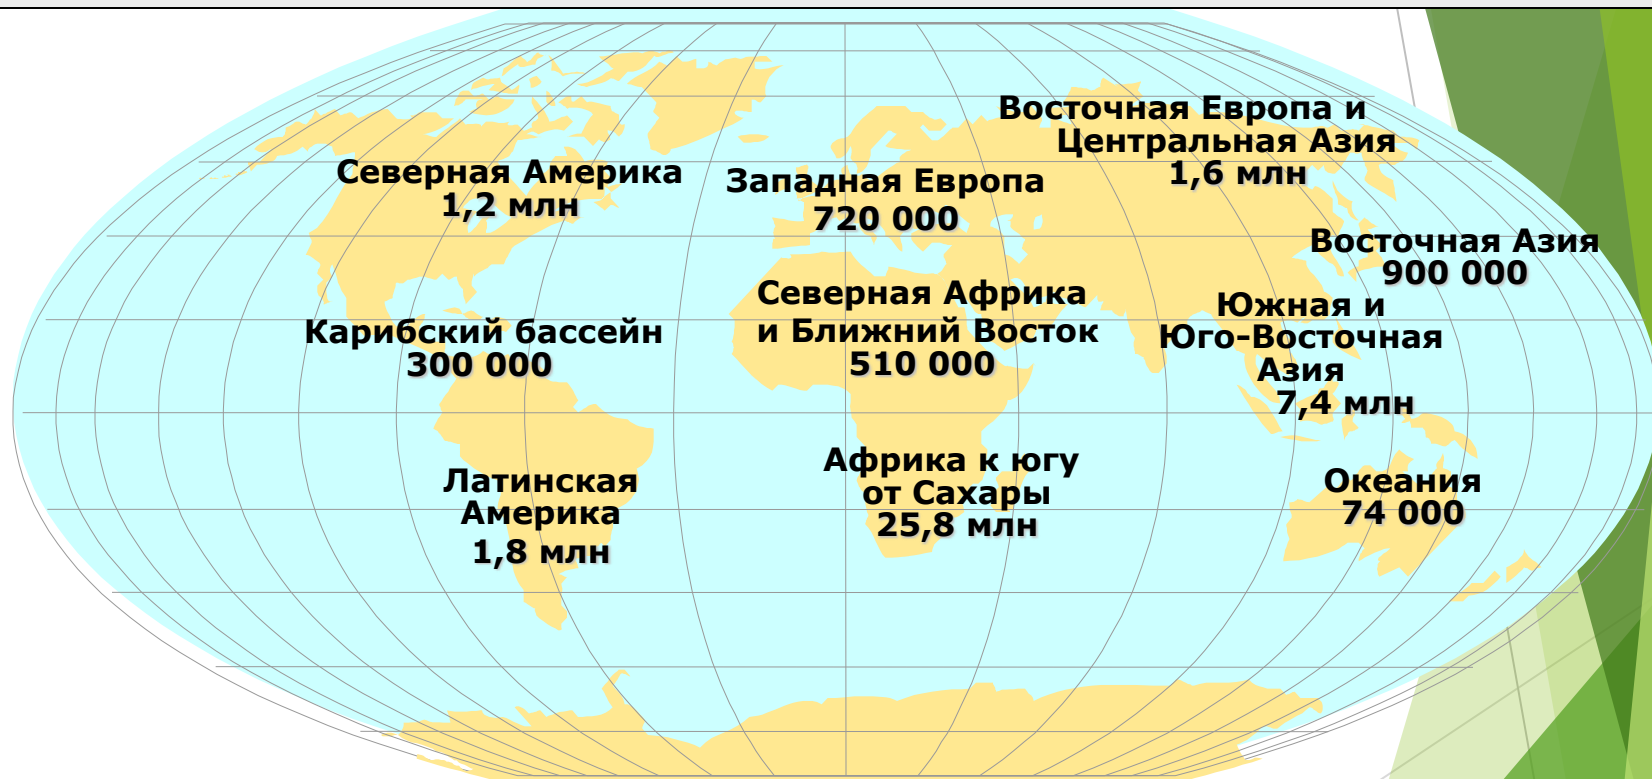 Восточная Европа и
Центральная Азия
1,6 млн
Северная Америка
1,2 млн
Западная Европа
720 000
Восточная Азия
900 000
Северная Африка
и Ближний Восток
510 000
Южная и
Юго-Восточная
Азия
7,4 млн
Карибский бассейн
300 000
Африка к югу
от Сахары
25,8 млн
Латинская
Америка
1,8 млн
Океания
74 000